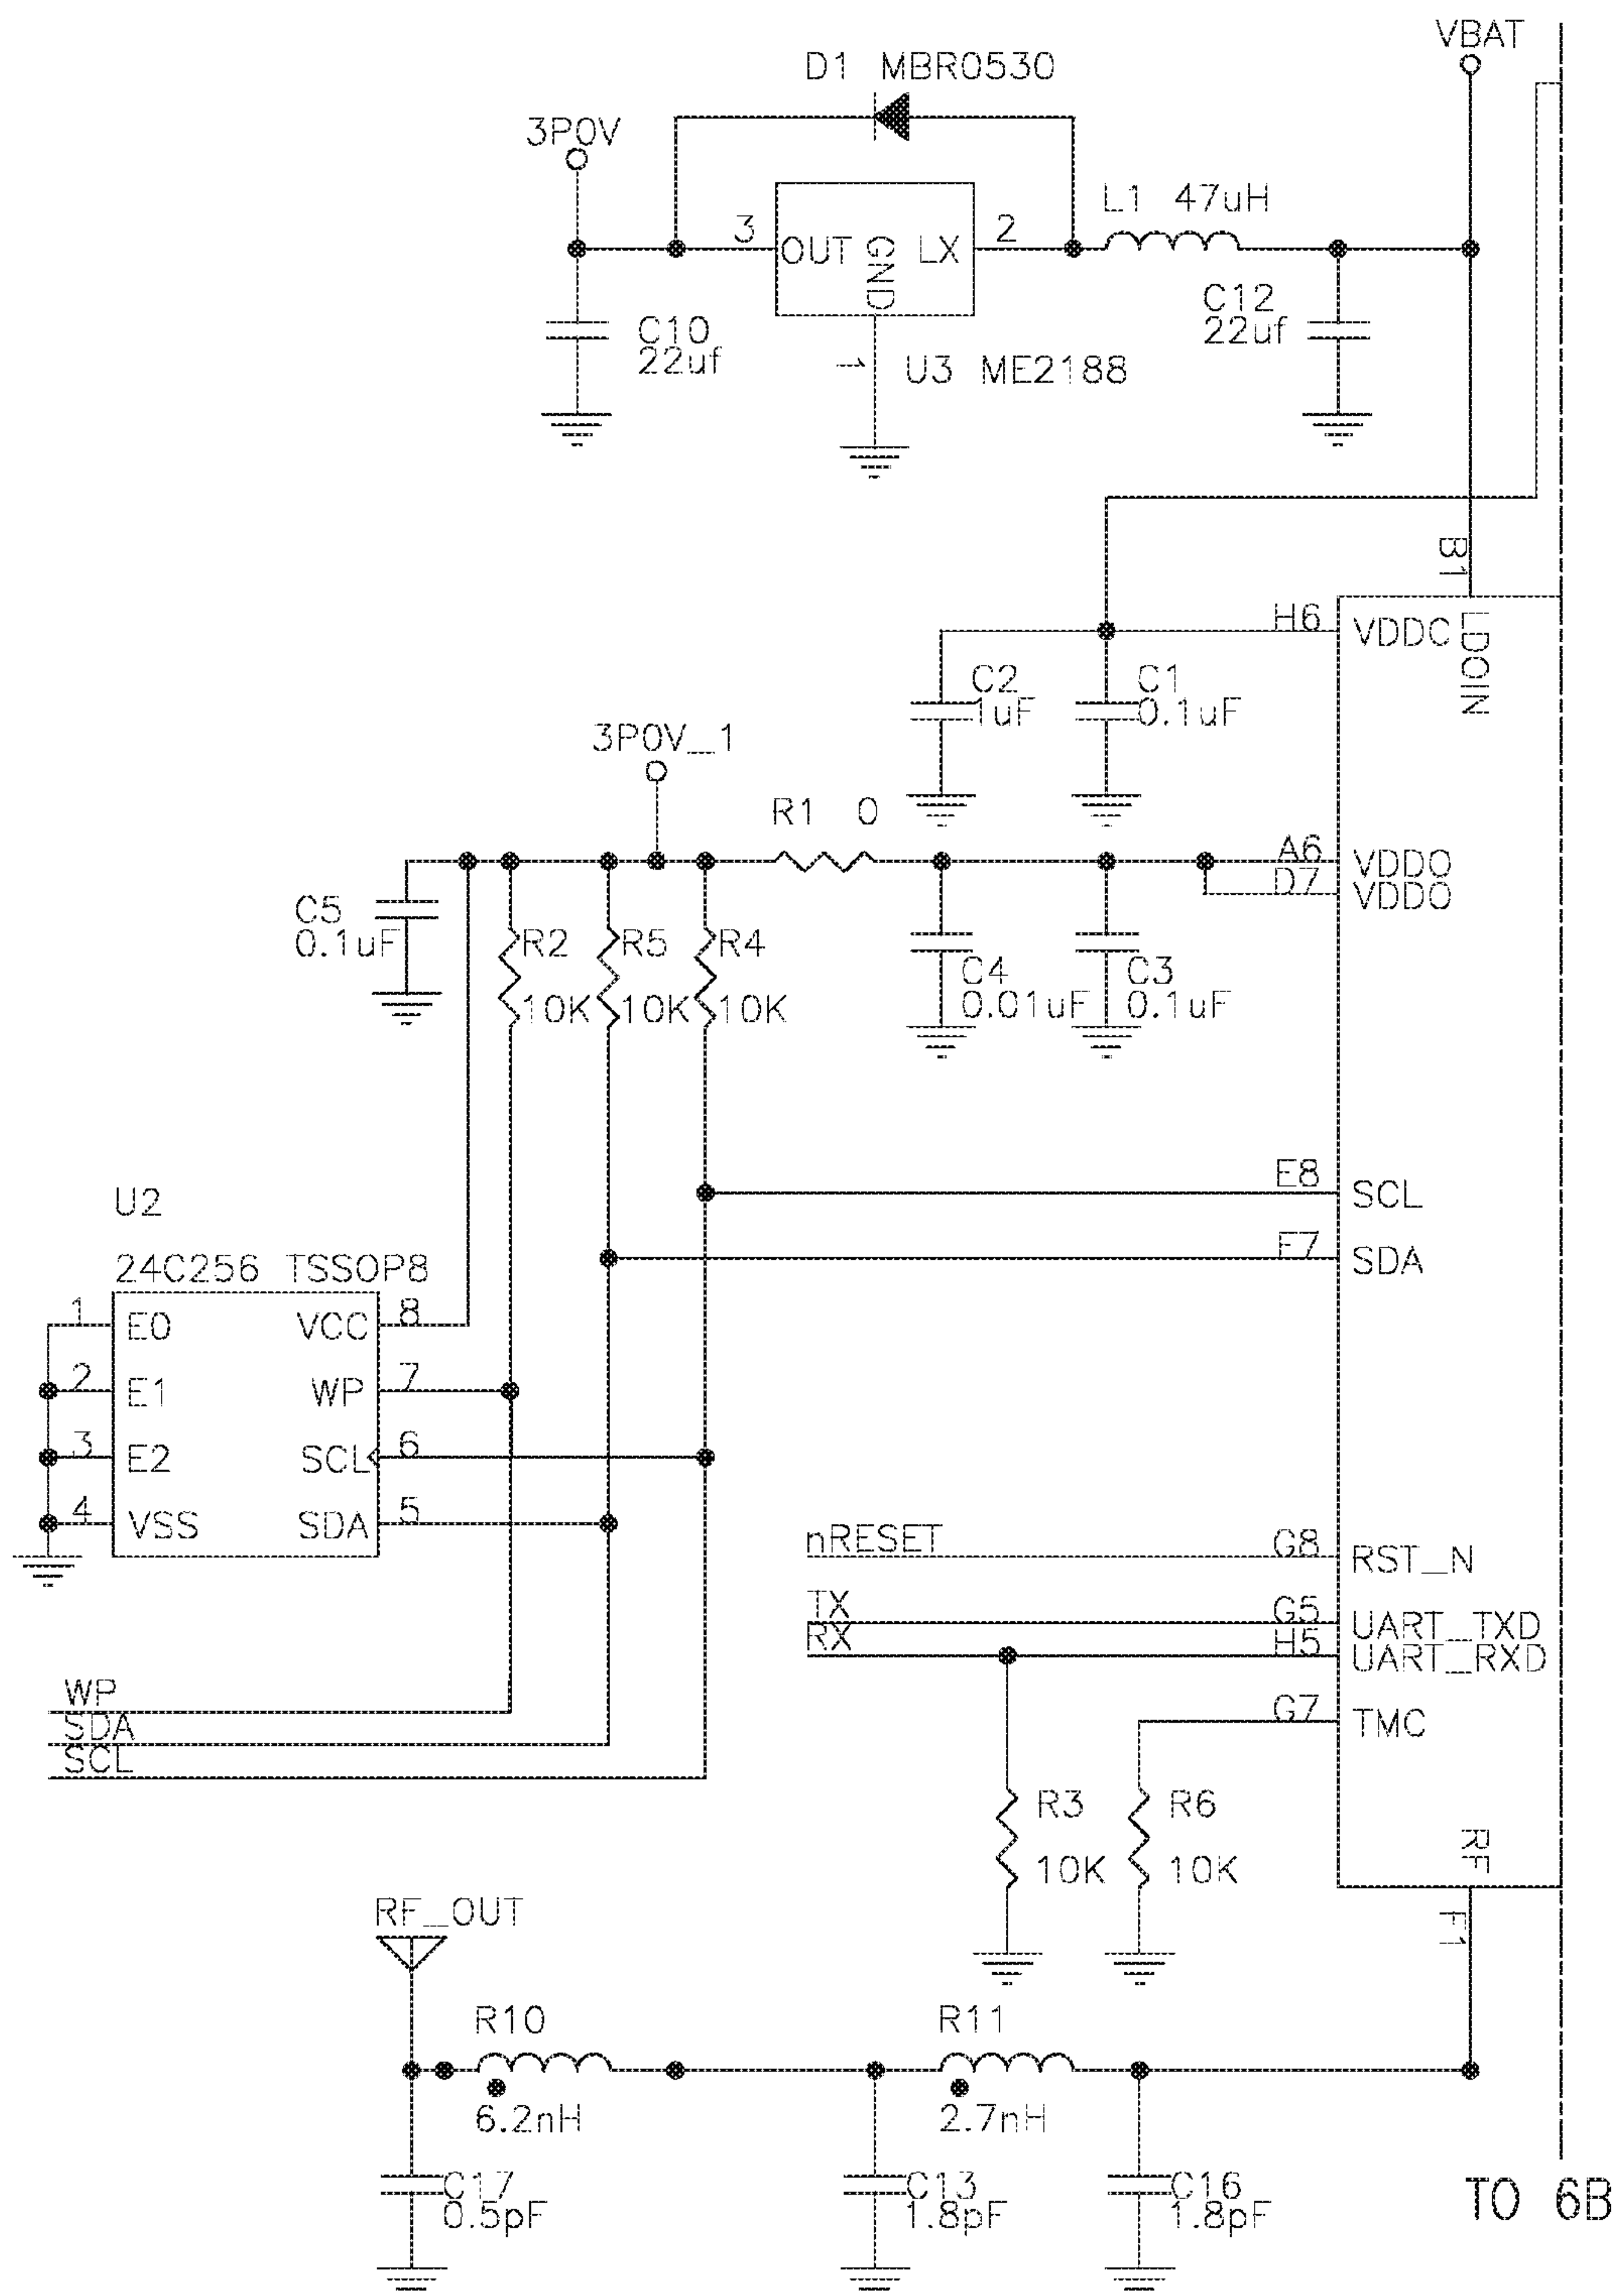 VBAT
D1 MBR0530
3P0V
L1 47uH
3
OUT
GND
LX
2
C10
22uf
C12
22uf
1
U3 ME2188
B1
H6
VDDC
LDOIN
C2
1uF
C1
0.1uF
3P0V_1
R1 0
A6
VDDO
D7
VDDO
C5
0.1uF
R2
10K
R5
10K
R4
10K
C4
0.01uF
C3
0.1uF
E8
SCL
F7
SDA
U2
24C256 TSSOP8
1
E0
VCC
8
2
E1
WP
7
3
E2
SCL
6
4
VSS
SDA
5
nRESET
G8
RST_N
TX
G5
UART_TXD
RX
H5
UART_RXD
WP
SDA
SCL
G7
TMC
R3
10K
R6
10K
RF
F1
RF_OUT
R10
6.2nH
R11
2.7nH
C17
0.5pF
C13
1.8pF
C16
1.8pF
TO 6B